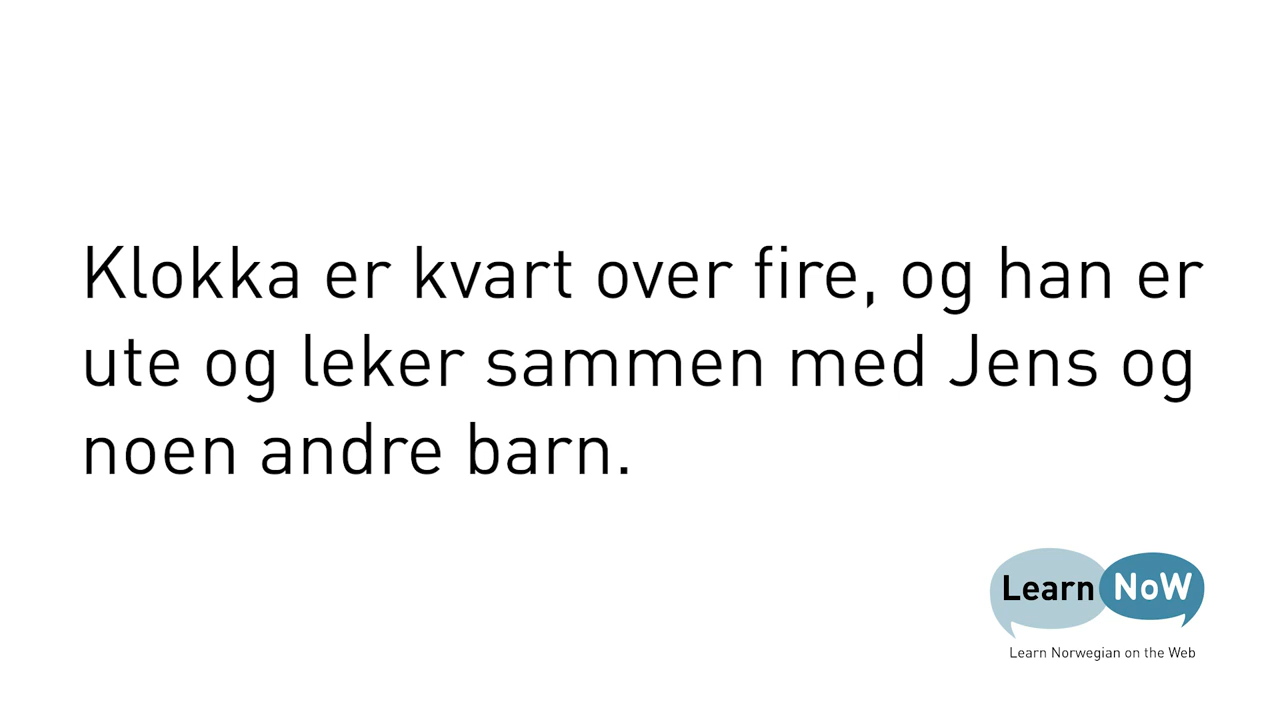 Klokka er kvart over fire, og han er
ute og leker sammen med Jens og
noen andre barn.
Learn NoW
Learn Norwegian on the Web